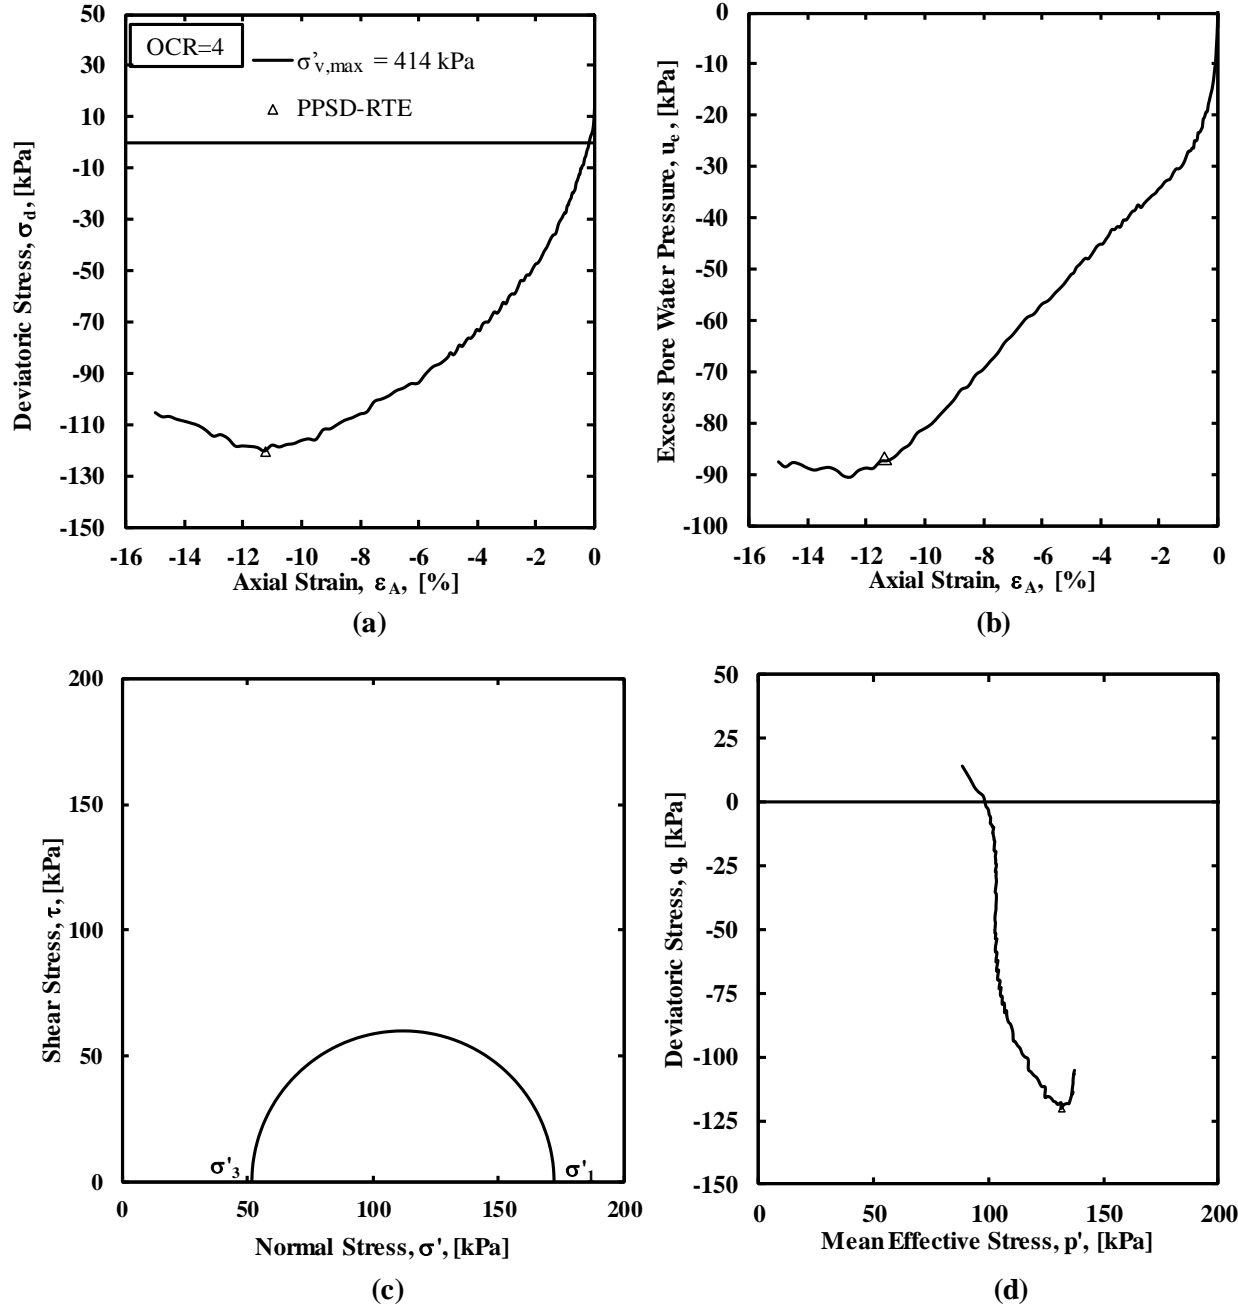 50
30
10
-10
-30
-50
-70
-90
-110
-130
-150
Deviatoric Stress, σd, [kPa]
OCR=4
σ'v,max = 414 kPa
PPSD-RTE
-16 -14 -12 -10 -8 -6 -4 -2 0
Axial Strain, εA, [%]
(a)
0
-10
-20
-30
-40
-50
-60
-70
-80
-90
-100
Excess Pore Water Pressure, ue, [kPa]
-16 -14 -12 -10 -8 -6 -4 -2 0
Axial Strain, εA, [%]
(b)
200
150
100
50
0
Shear Stress, τ, [kPa]
σ'3 σ'1
0 50 100 150 200
Normal Stress, σ', [kPa]
(c)
50
25
0
-25
-50
-75
-100
-125
-150
Deviatoric Stress, q, [kPa]
0 50 100 150 200
Mean Effective Stress, p', [kPa]
(d)